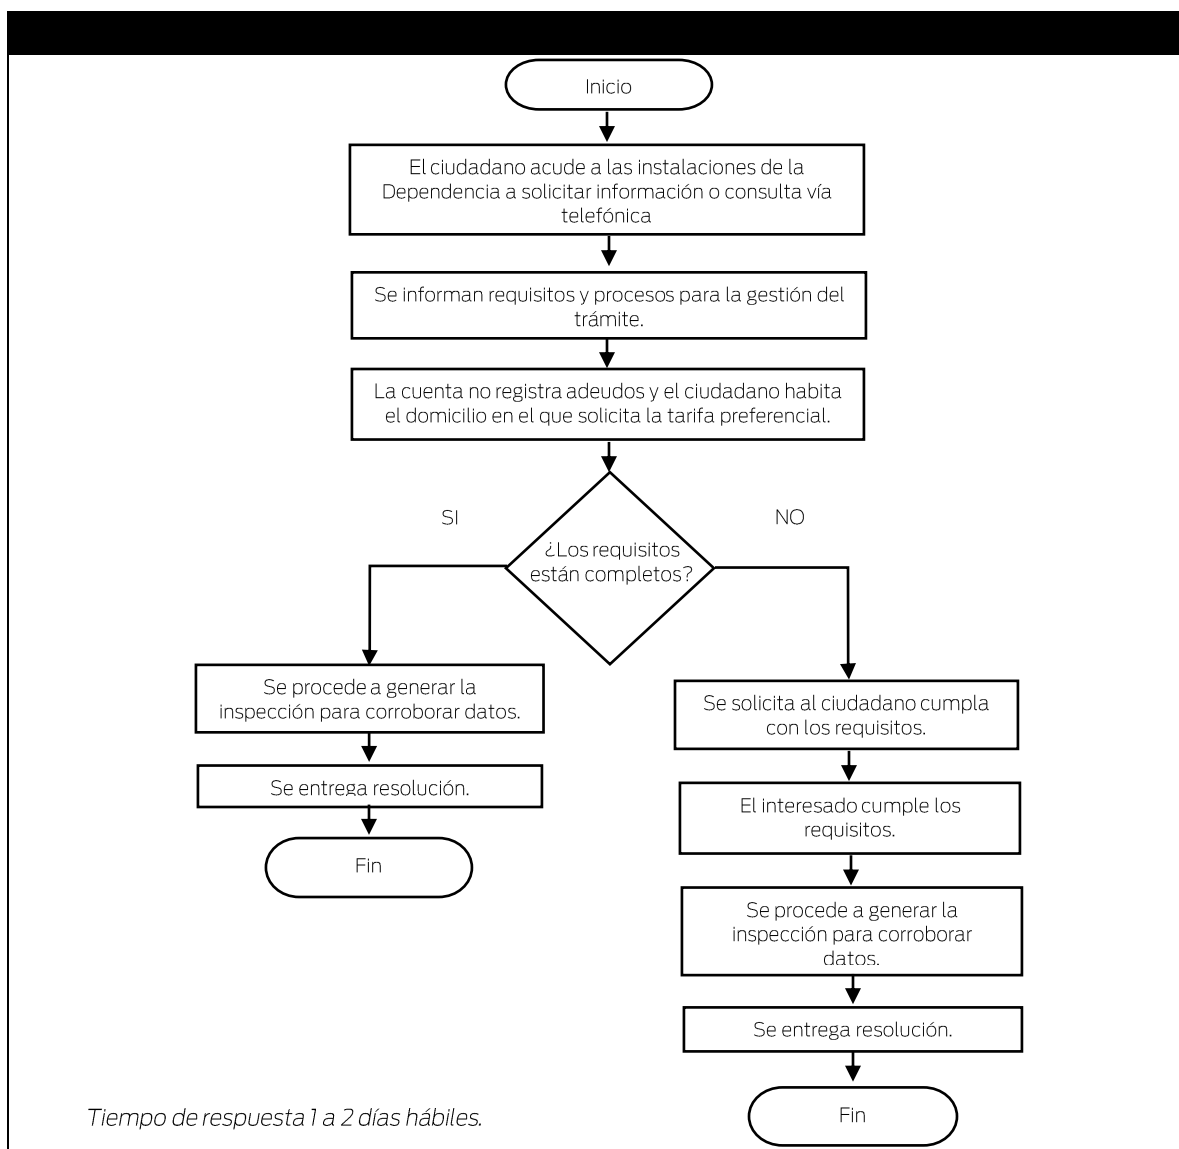 Inicio
El ciudadano acude a las instalaciones de la
Dependencia a solicitar información o consulta vía
telefónica
Se informan requisitos y procesos para la gestión del
trámite.
La cuenta no registra adeudos y el ciudadano habita
el domicilio en el que solicita la tarifa preferencial.
SI
NO
¿Los requisitos
están completos?
Se procede a generar la
inspección para corroborar datos.
Se entrega resolución.
Fin
Se solicita al ciudadano cumpla
con los requisitos.
El interesado cumple los
requisitos.
Se procede a generar la
inspección para corroborar
datos.
Se entrega resolución.
Fin
Tiempo de respuesta 1 a 2 días hábiles.